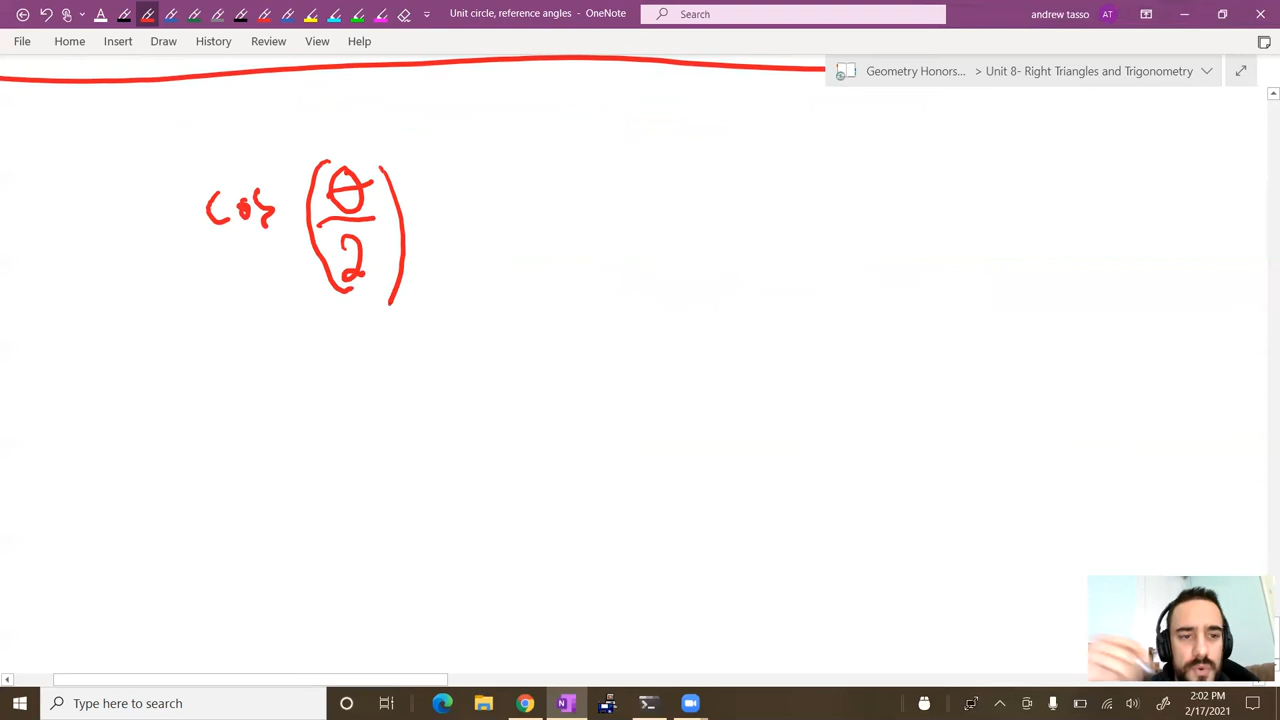 Unit circle, reference angles - OneNote
Search
andrew tasso
AT
File Home Insert Draw History Review View Help
Geometry Honors... > Unit 8- Right Triangles and Trigonometry
cos (θ/2)
Type here to search
2:02 PM
2/17/2021